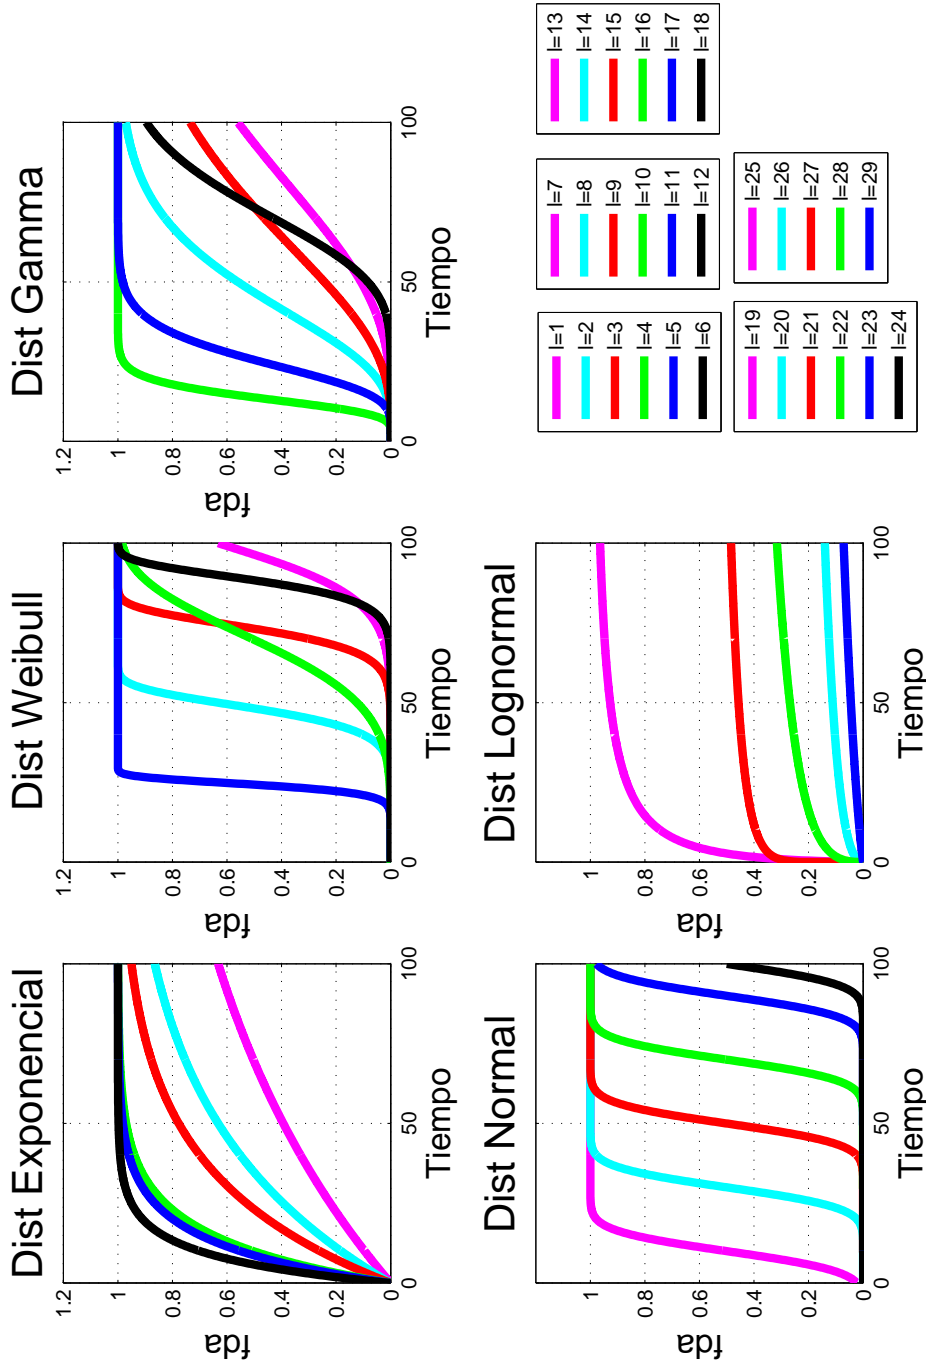 Dist Exponencial
1.2
1
0.8
0.6
0.4
0.2
0
fda
0
50
100
Tiempo
Dist Weibull
1.2
1
0.8
0.6
0.4
0.2
0
fda
0
50
100
Tiempo
Dist Gamma
1.2
1
0.8
0.6
0.4
0.2
0
fda
0
50
100
Tiempo
Dist Normal
1
0.8
0.6
0.4
0.2
0
fda
0
50
100
Tiempo
Dist Lognormal
1
0.8
0.6
0.4
0.2
0
fda
0
50
100
Tiempo
I=1
I=2
I=3
I=4
I=5
I=6
I=7
I=8
I=9
I=10
I=11
I=12
I=13
I=14
I=15
I=16
I=17
I=18
I=19
I=20
I=21
I=22
I=23
I=24
I=25
I=26
I=27
I=28
I=29